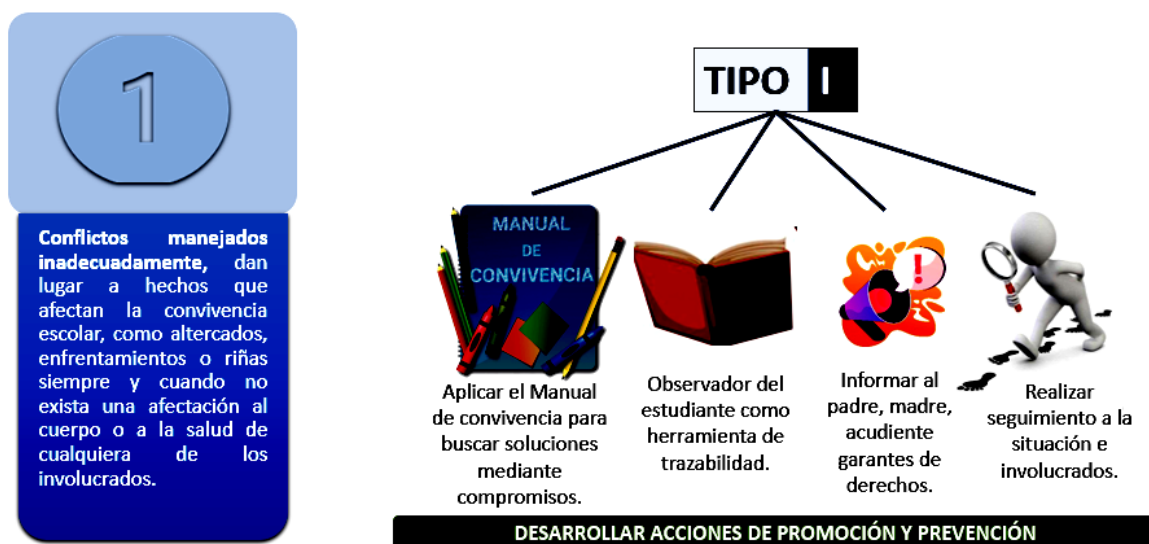 1
Conflictos manejados
inadecuadamente, dan
lugar a hechos que
afectan la convivencia
escolar, como altercados,
enfrentamientos o riñas
siempre y cuando no
exista una afectación al
cuerpo o a la salud de
cualquiera de los
involucrados.
TIPO I
MANUAL
DE
CONVIVENCIA
!
Aplicar el Manual
de convivencia para
buscar soluciones
mediante
compromisos.
Observador del
estudiante como
herramienta de
trazabilidad.
Informar al
padre, madre,
acudiente
garantes de
derechos.
Realizar
seguimiento a la
situación e
involucrados.
DESARROLLAR ACCIONES DE PROMOCIÓN Y PREVENCIÓN